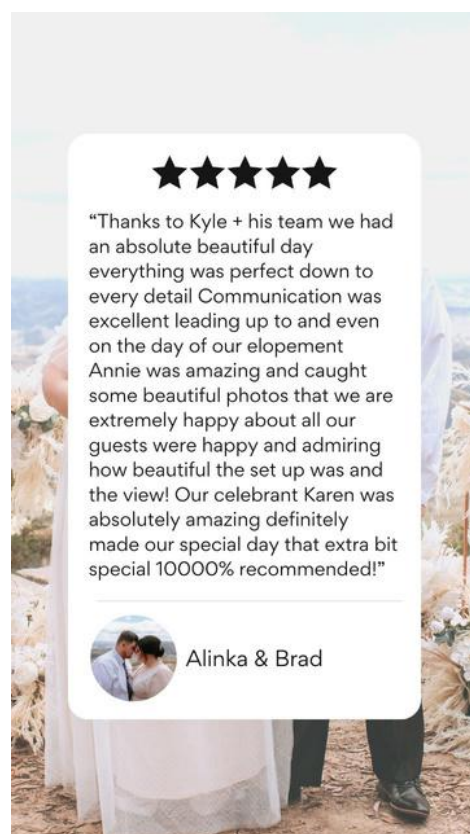 “Thanks to Kyle + his team we had
an absolute beautiful day
everything was perfect down to
every detail Communication was
excellent leading up to and even
on the day of our elopement
Annie was amazing and caught
some beautiful photos that we are
extremely happy about all our
guests were happy and admiring
how beautiful the set up was and
the view! Our celebrant Karen was
absolutely amazing definitely
made our special day that extra bit
special 10000% recommended!”
Alinka & Brad